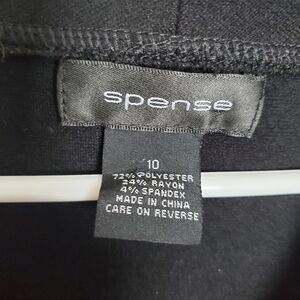 spense
10
72% POLYESTER
24% RAYON
4% SPANDEX
MADE IN CHINA
CARE ON REVERSE